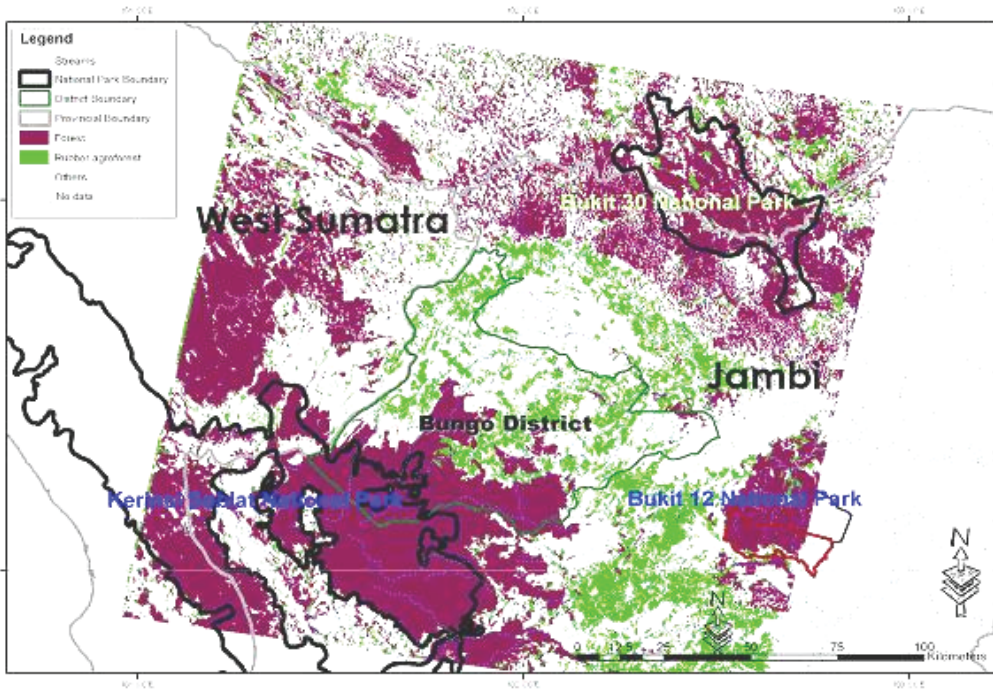 Legend
Streams
National Park Boundary
District Boundary
Provincial Boundary
Forest
Rubber agroforest
Others
No data
West Sumatra
Bukit 30 National Park
Jambi
Bungo District
Kerinci Seblat National Park
Bukit 12 National Park
N
N
0 12.5 25 50 75 100
Kilometers